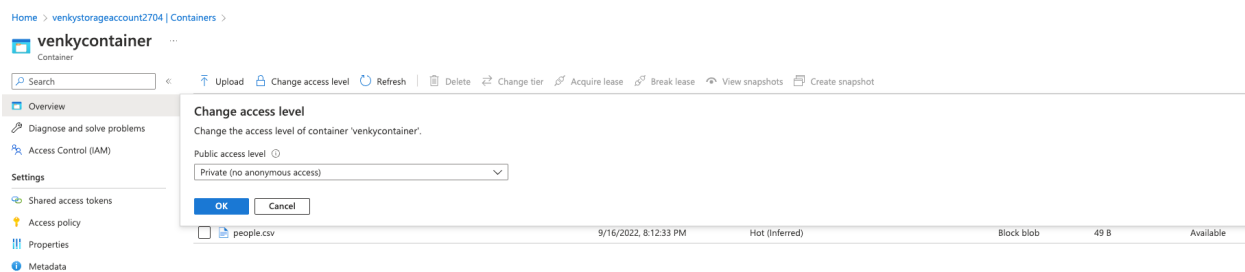 Home > venkystorageaccount2704 | Containers >
venkycontainer ...
Container
Search
«
Upload Change access level Refresh Delete Change tier Acquire lease Break lease View snapshots Create snapshot
Overview
Diagnose and solve problems
Access Control (IAM)
Settings
Shared access tokens
Access policy
Properties
Metadata
Change access level
Change the access level of container 'venkycontainer'.
Public access level
Private (no anonymous access)
OK Cancel
people.csv 9/16/2022, 8:12:33 PM Hot (Inferred) Block blob 49 B Available